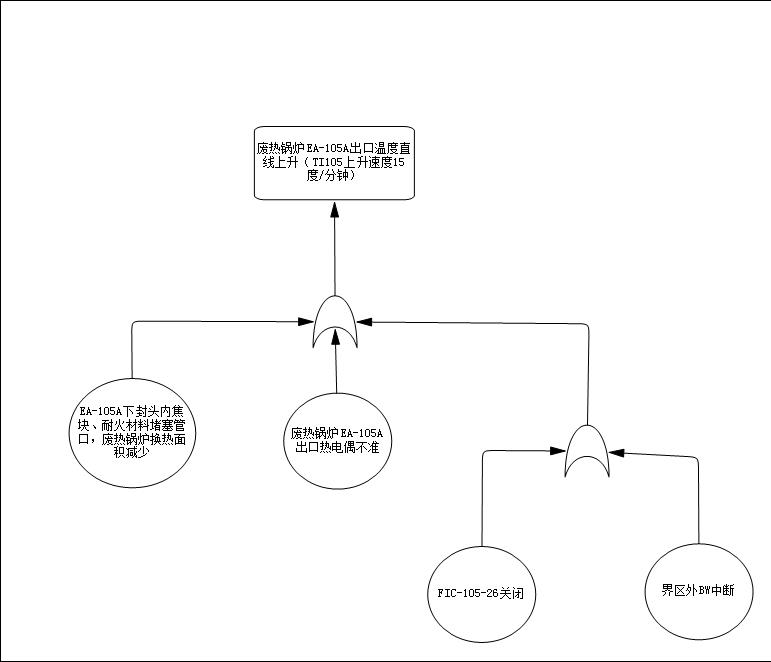 废热锅炉EA-105A出口温度直
线上升（TI105上升速度15
度/分钟）
EA-105A下封头内焦
块、耐火材料堵塞管
口，废热锅炉换热面
积减少
废热锅炉EA-105A
出口热电偶不准
FIC-105-26关闭
界区外BW中断